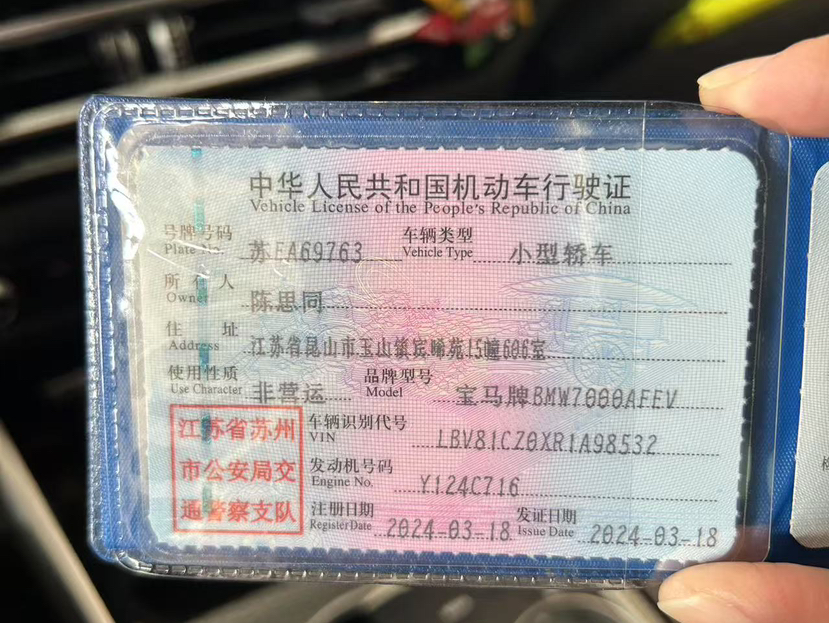 中华人民共和国机动车行驶证
Vehicle License of the People's Republic of China
号牌号码 苏EA69763 车辆类型 小型轿车
Plate No. Vehicle Type
所有人 陈思同
Owner
住址 江苏省昆山市玉山镇宾晞苑15幢606室
Address
使用性质 非营运 品牌型号 宝马牌BMW7000AFEV
Use Character Model
江苏省苏州
市公安局交
通警察支队
车辆识别代号 LBV81CZ0XR1A98532
VIN
发动机号码 Y124C716
Engine No.
注册日期 2024-03-18 发证日期 2024-03-18
Register Date Issue Date